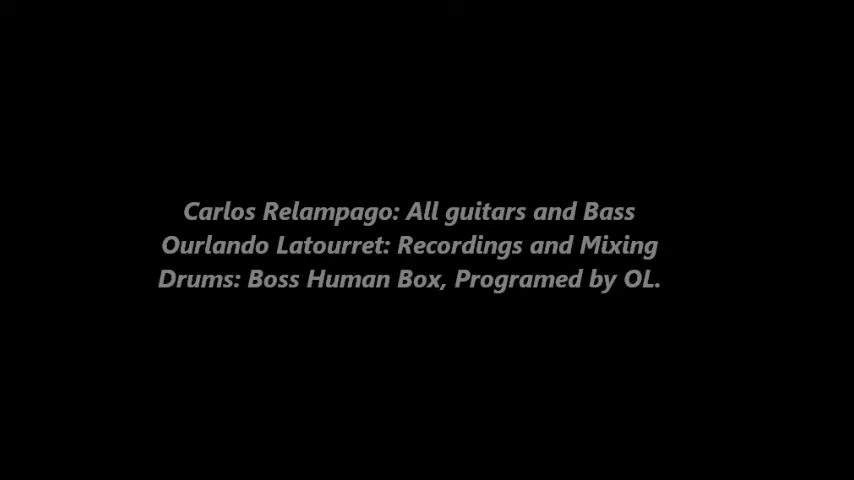 Carlos Relampago: All guitars and Bass
Ourlando Latourret: Recordings and Mixing
Drums: Boss Human Box, Programed by OL.